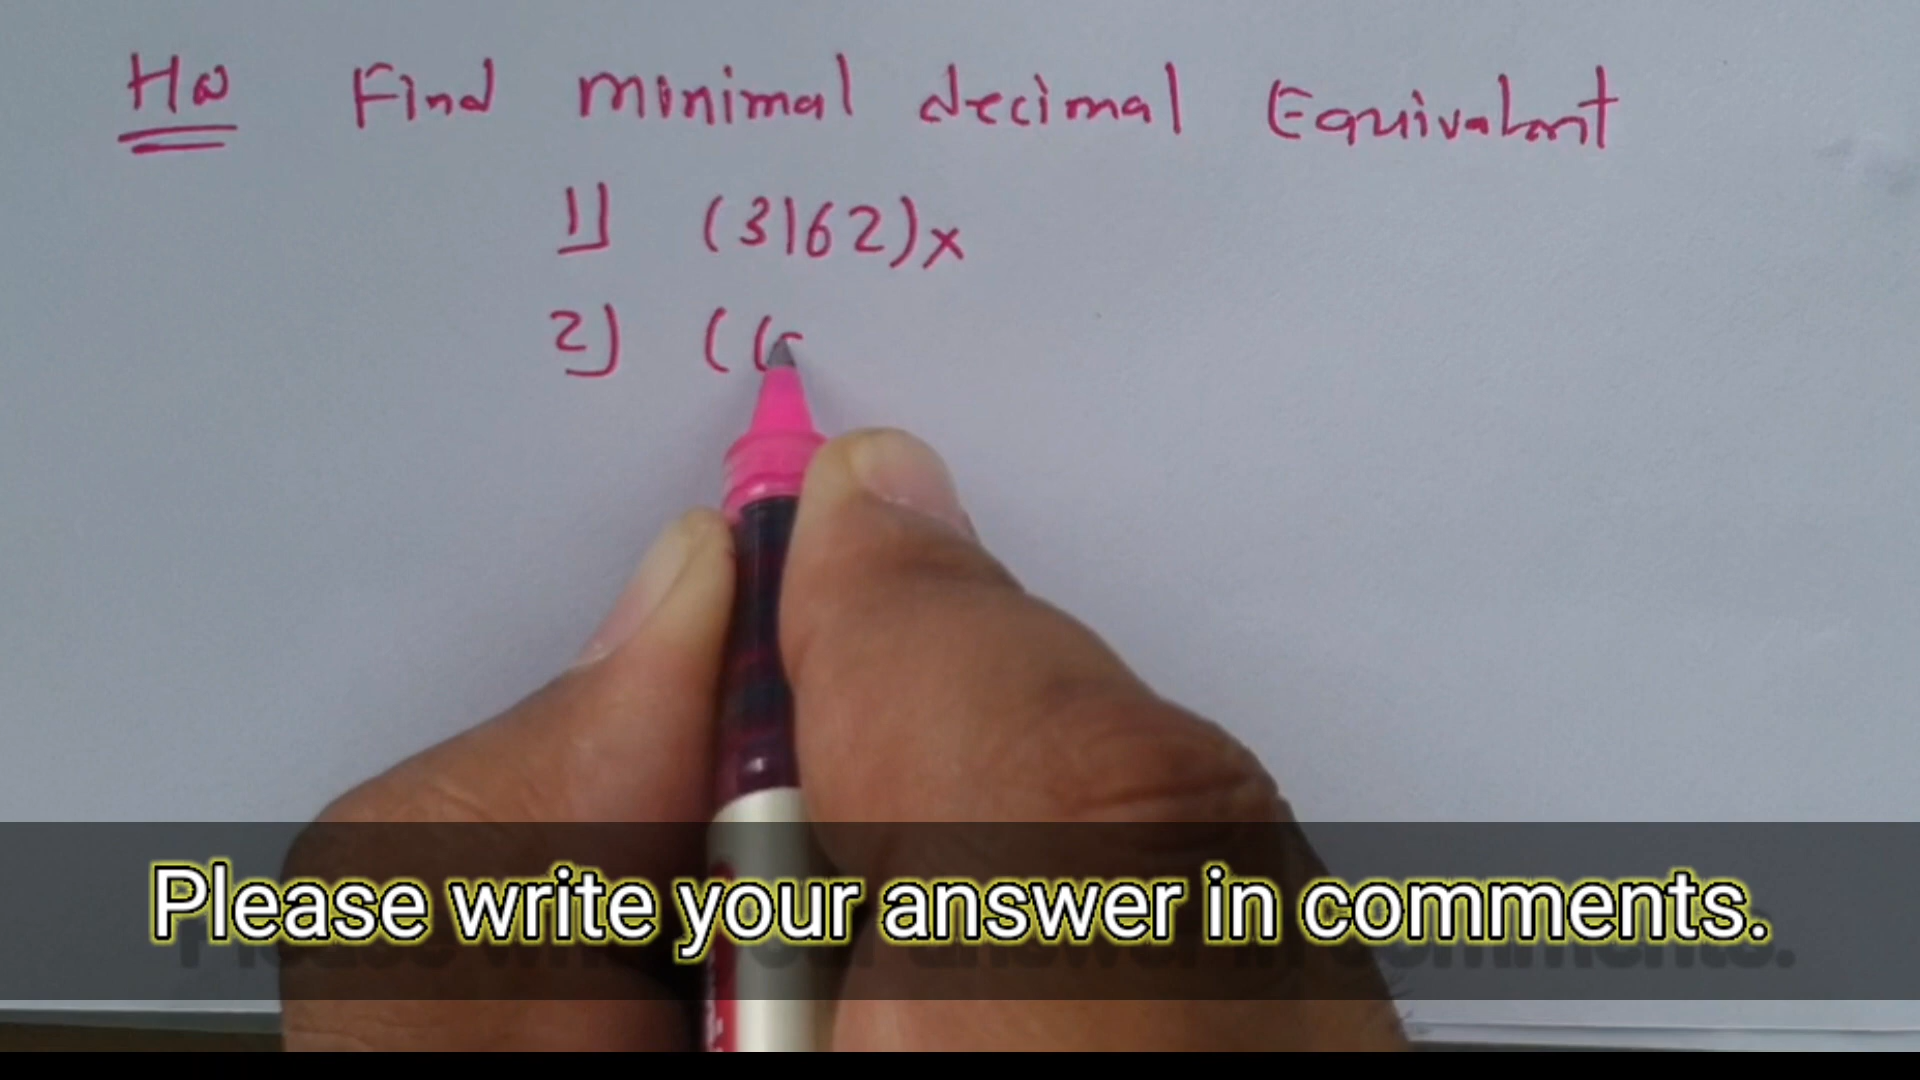 HW Find minimal decimal Equivalent
1) (3162)x
2) (
Please write your answer in comments.